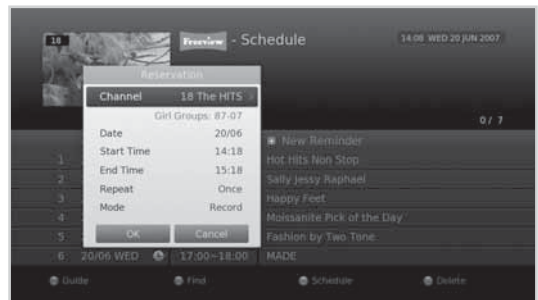 18
Freeview - Schedule
14:08 WED 20 JUN 2007
Reservation
Channel 18 The HITS
Girl Groups: 87-07
0/ 7
Date 20/06
Start Time 14:18
End Time 15:18
Repeat Once
Mode Record
OK Cancel
New Reminder
1 Hot Hits Non Stop
2 Sally Jessy Raphael
3 Happy Feet
4 Moissanite Pick of the Day
5 Fashion by Two Tone
6 20/06 WED 17:00~18:00 MADE
Guide Find Schedule Delete